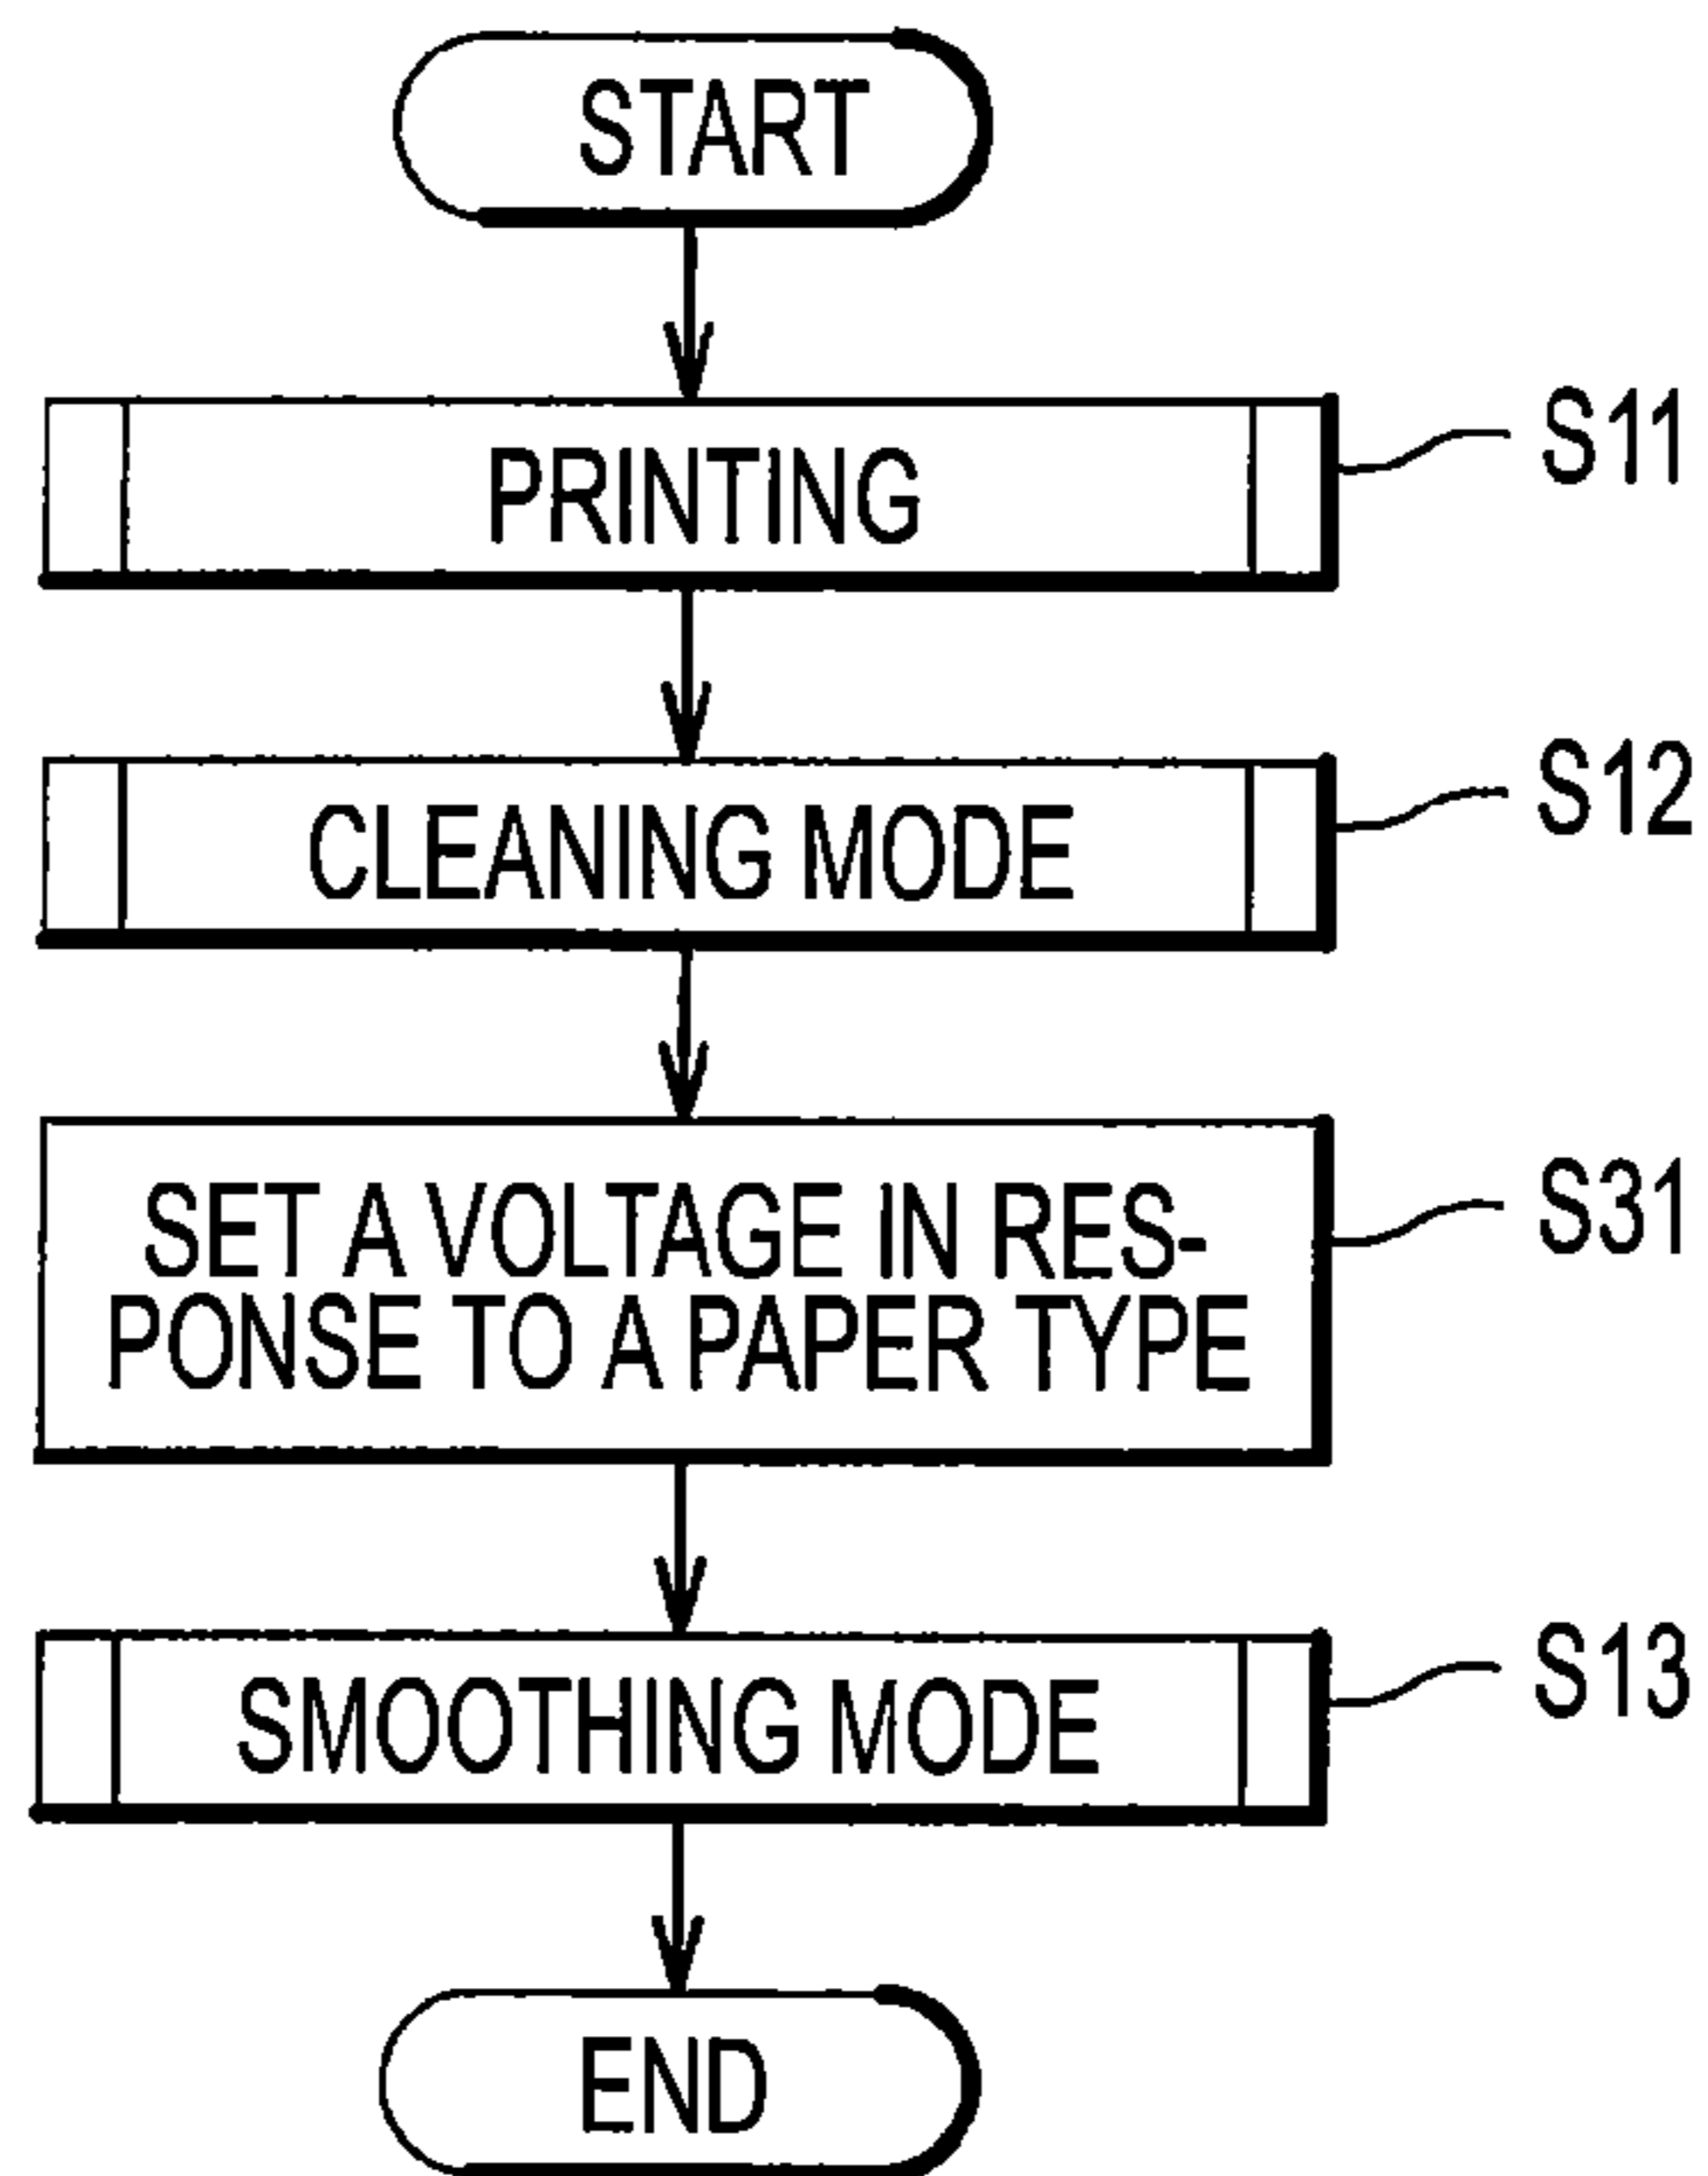 START
PRINTING
S11
CLEANING MODE
S12
SET A VOLTAGE IN RES-
PONSE TO A PAPER TYPE
S31
SMOOTHING MODE
S13
END